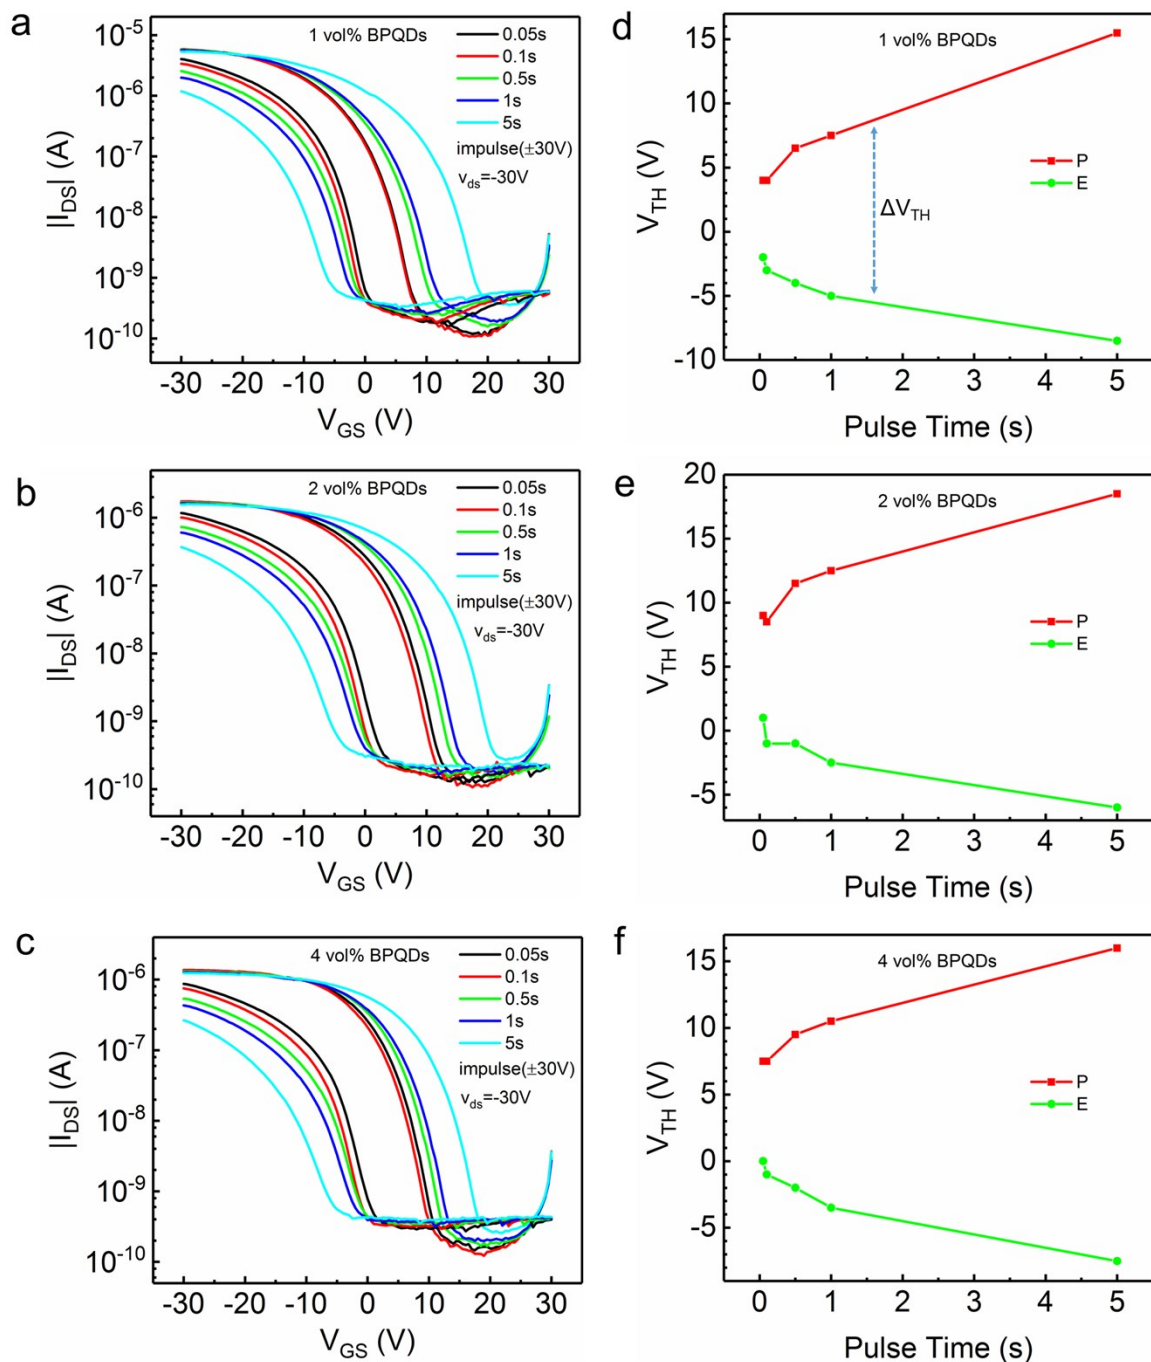 a
1 vol% BPQDs
0.05s
0.1s
0.5s
1s
5s
impulse(±30V)
v_ds=-30V
10⁻⁵
10⁻⁶
10⁻⁷
10⁻⁸
10⁻⁹
10⁻¹⁰
|I_DS| (A)
-30 -20 -10 0 10 20 30
V_GS (V)
d
1 vol% BPQDs
15
10
5
0
-5
-10
V_TH (V)
P
E
ΔV_TH
0 1 2 3 4 5
Pulse Time (s)
b
2 vol% BPQDs
0.05s
0.1s
0.5s
1s
5s
impulse(±30V)
v_ds=-30V
10⁻⁶
10⁻⁷
10⁻⁸
10⁻⁹
10⁻¹⁰
|I_DS| (A)
-30 -20 -10 0 10 20 30
V_GS (V)
e
2 vol% BPQDs
20
15
10
5
0
-5
V_TH (V)
P
E
0 1 2 3 4 5
Pulse Time (s)
c
4 vol% BPQDs
0.05s
0.1s
0.5s
1s
5s
impulse(±30V)
v_ds=-30V
10⁻⁶
10⁻⁷
10⁻⁸
10⁻⁹
10⁻¹⁰
|I_DS| (A)
-30 -20 -10 0 10 20 30
V_GS (V)
f
4 vol% BPQDs
15
10
5
0
-5
V_TH (V)
P
E
0 1 2 3 4 5
Pulse Time (s)